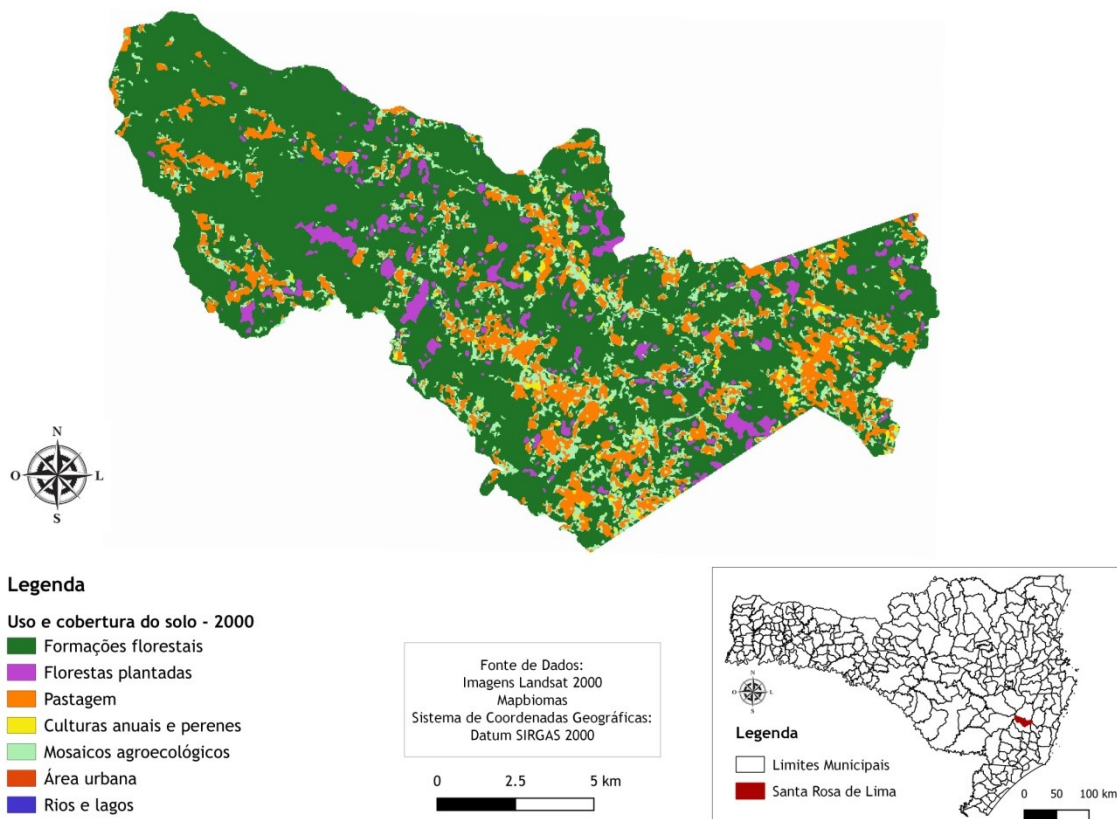 N
O L
S
Legenda
Uso e cobertura do solo - 2000
Formações florestais
Florestas plantadas
Pastagem
Culturas anuais e perenes
Mosaicos agroecológicos
Área urbana
Rios e lagos
Fonte de Dados:
Imagens Landsat 2000
Mapbiomas
Sistema de Coordenadas Geográficas:
Datum SIRGAS 2000
0 2.5 5 km
N
O L
S
Legenda
Limites Municipais
Santa Rosa de Lima
0 50 100 km